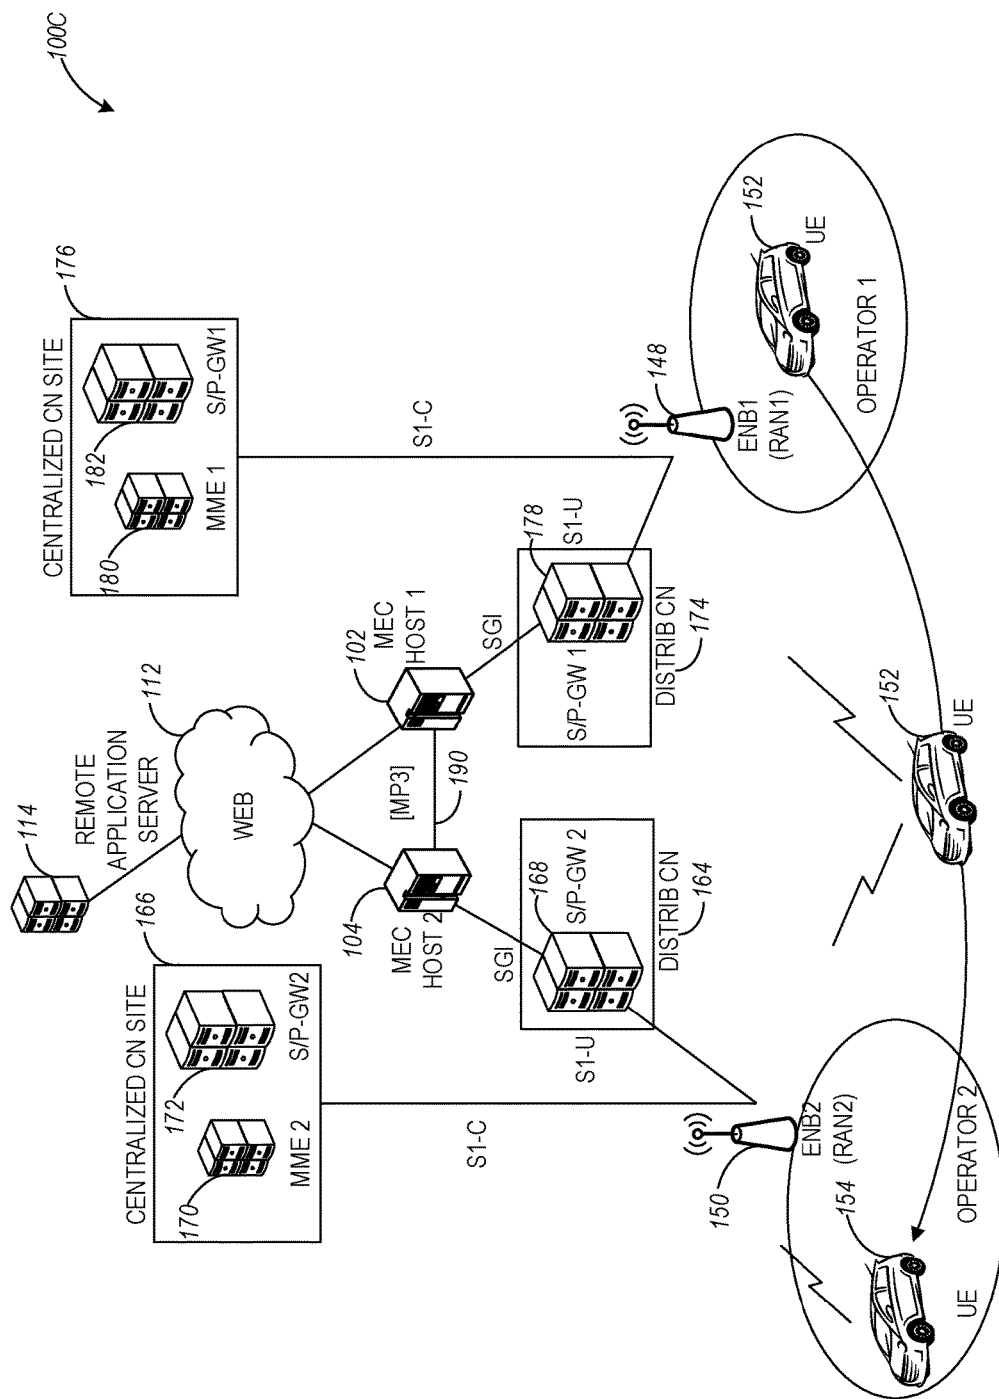 100C
114
REMOTE
APPLICATION
SERVER
112
WEB
CENTRALIZED CN SITE
166
172
S/P-GW2
170
MME 2
CENTRALIZED CN SITE
176
182
S/P-GW1
180
MME 1
104
MEC
HOST 2
[MP3]
190
102
MEC
HOST 1
SGI
SGI
S1-C
S1-U
S/P-GW2
168
DISTRIB CN
164
S/P-GW 1
178
S1-U
DISTRIB CN
174
S1-C
150
ENB2
(RAN2)
154
UE
OPERATOR 2
152
UE
148
ENB1
(RAN1)
152
UE
OPERATOR 1